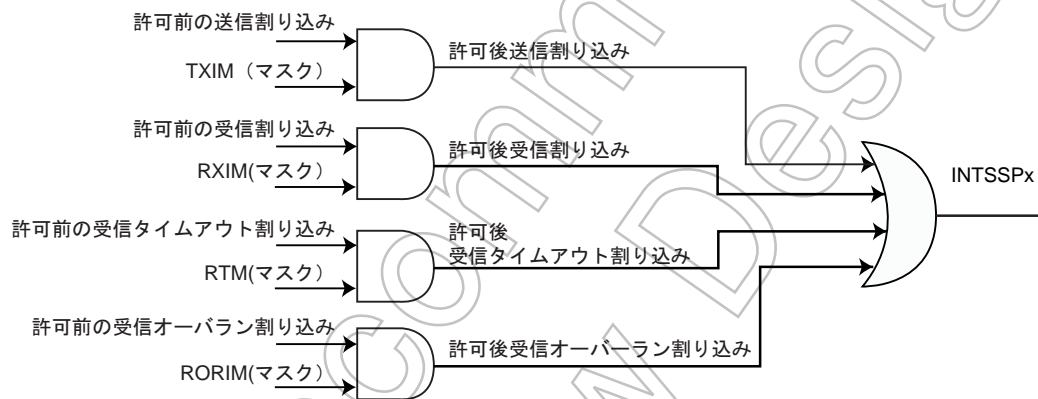 許可前の送信割り込み
TXIM（マスク）
許可後送信割り込み
許可前の受信割り込み
RXIM(マスク）
許可後受信割り込み
INTSSPx
許可前の受信タイムアウト割り込み
RTM(マスク）
許可後
受信タイムアウト割り込み
許可前の受信オーバラン割り込み
RORIM(マスク）
許可後受信オーバーラン割り込み